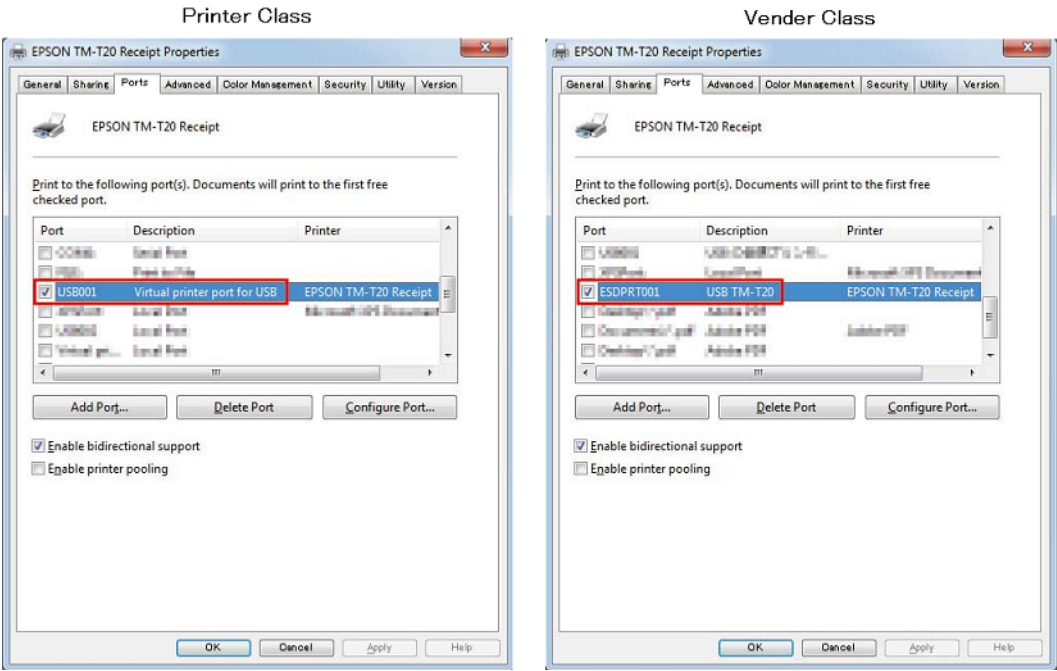 Printer Class
EPSON TM-T20 Receipt Properties
General Sharing Ports Advanced Color Management Security Utility Version
EPSON TM-T20 Receipt
Print to the following port(s). Documents will print to the first free
checked port.
Port Description Printer
USB001 Virtual printer port for USB EPSON TM-T20 Receipt
Add Port... Delete Port Configure Port...
Enable bidirectional support
Enable printer pooling
OK Cancel Apply Help
Vender Class
EPSON TM-T20 Receipt Properties
General Sharing Ports Advanced Color Management Security Utility Version
EPSON TM-T20 Receipt
Print to the following port(s). Documents will print to the first free
checked port.
Port Description Printer
ESDPRT001 USB TM-T20 EPSON TM-T20 Receipt
Add Port... Delete Port Configure Port...
Enable bidirectional support
Enable printer pooling
OK Cancel Apply Help